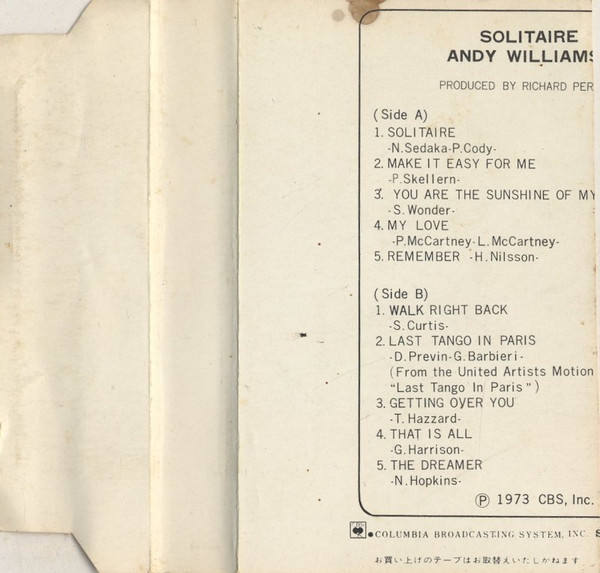 SOLITAIRE
ANDY WILLIAMS
PRODUCED BY RICHARD PER
(Side A)
1. SOLITAIRE
-N.Sedaka-P.Cody-
2. MAKE IT EASY FOR ME
-P.Skellern-
3. YOU ARE THE SUNSHINE OF MY
-S.Wonder-
4. MY LOVE
-P.McCartney-L.McCartney-
5. REMEMBER -H.Nilsson-
(Side B)
1. WALK RIGHT BACK
-S.Curtis-
2. LAST TANGO IN PARIS
-D.Previn-G.Barbieri-
(From the United Artists Motion
"Last Tango In Paris")
3. GETTING OVER YOU
-T.Hazzard-
4. THAT IS ALL
-G.Harrison-
5. THE DREAMER
-N.Hopkins-
Ⓟ 1973 CBS, Inc.
●COLUMBIA BROADCASTING SYSTEM, INC. S
お買い上げのテープはお取替えいたしかねます